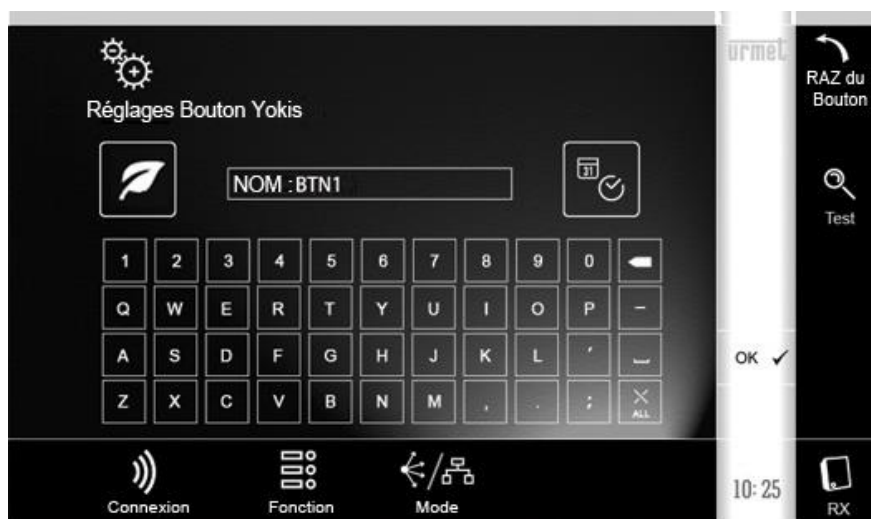 urmet
RAZ du
Bouton
Réglages Bouton Yokis
NOM :BTN1
31
Test
1 2 3 4 5 6 7 8 9 0
Q W E R T Y U I O P –
A S D F G H J K L ‘
Z X C V B N M , . ;
ALL
OK
Connexion
Fonction
Mode
10:25
RX